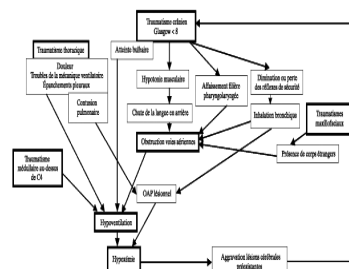 Traumatisme crânien
Glasgow < 8
Traumatisme thoracique
Atteinte bulbaire
Douleur
Troubles de la mécanique ventilatoire
Épanchements pleuraux
Hypotonie musculaire
Affaissement filière
pharyngolaryngée
Diminution ou perte
des réflexes de sécurité
Contusion
pulmonaire
Chute de la langue en arrière
Inhalation bronchique
Traumatismes
maxillofaciaux
Obstruction voies aériennes
Présence de corps étrangers
Traumatisme
médullaire au-dessus
de C4
OAP lésionnel
Hypoventilation
Hypoxémie
Aggravation lésions cérébrales
préexistantes